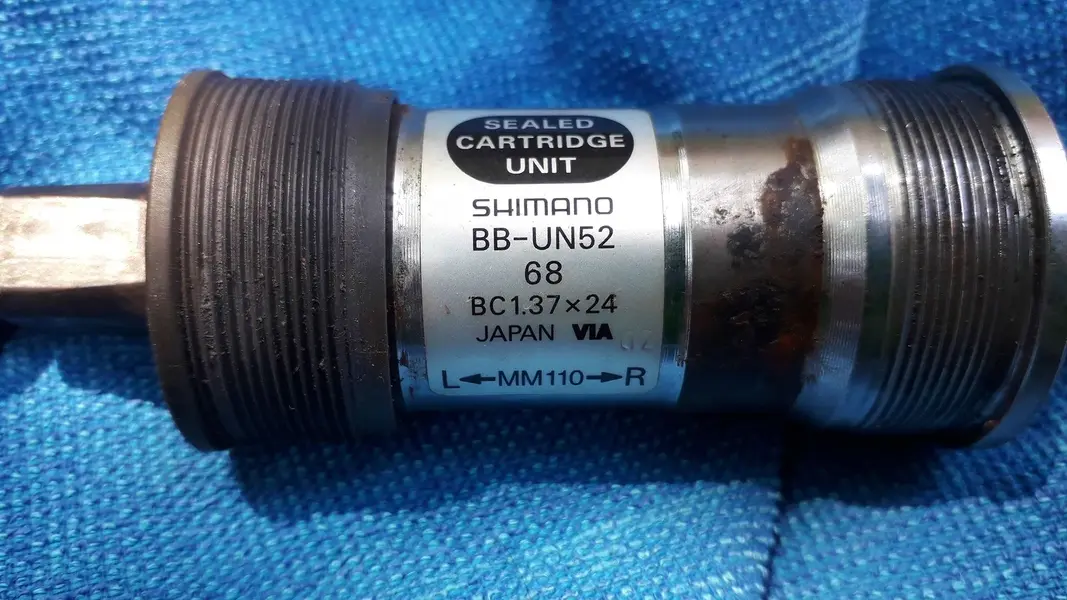 SEALED
CARTRIDGE
UNIT
SHIMANO
BB-UN52
68
BC1.37×24
JAPAN VIA
L←MM110→R